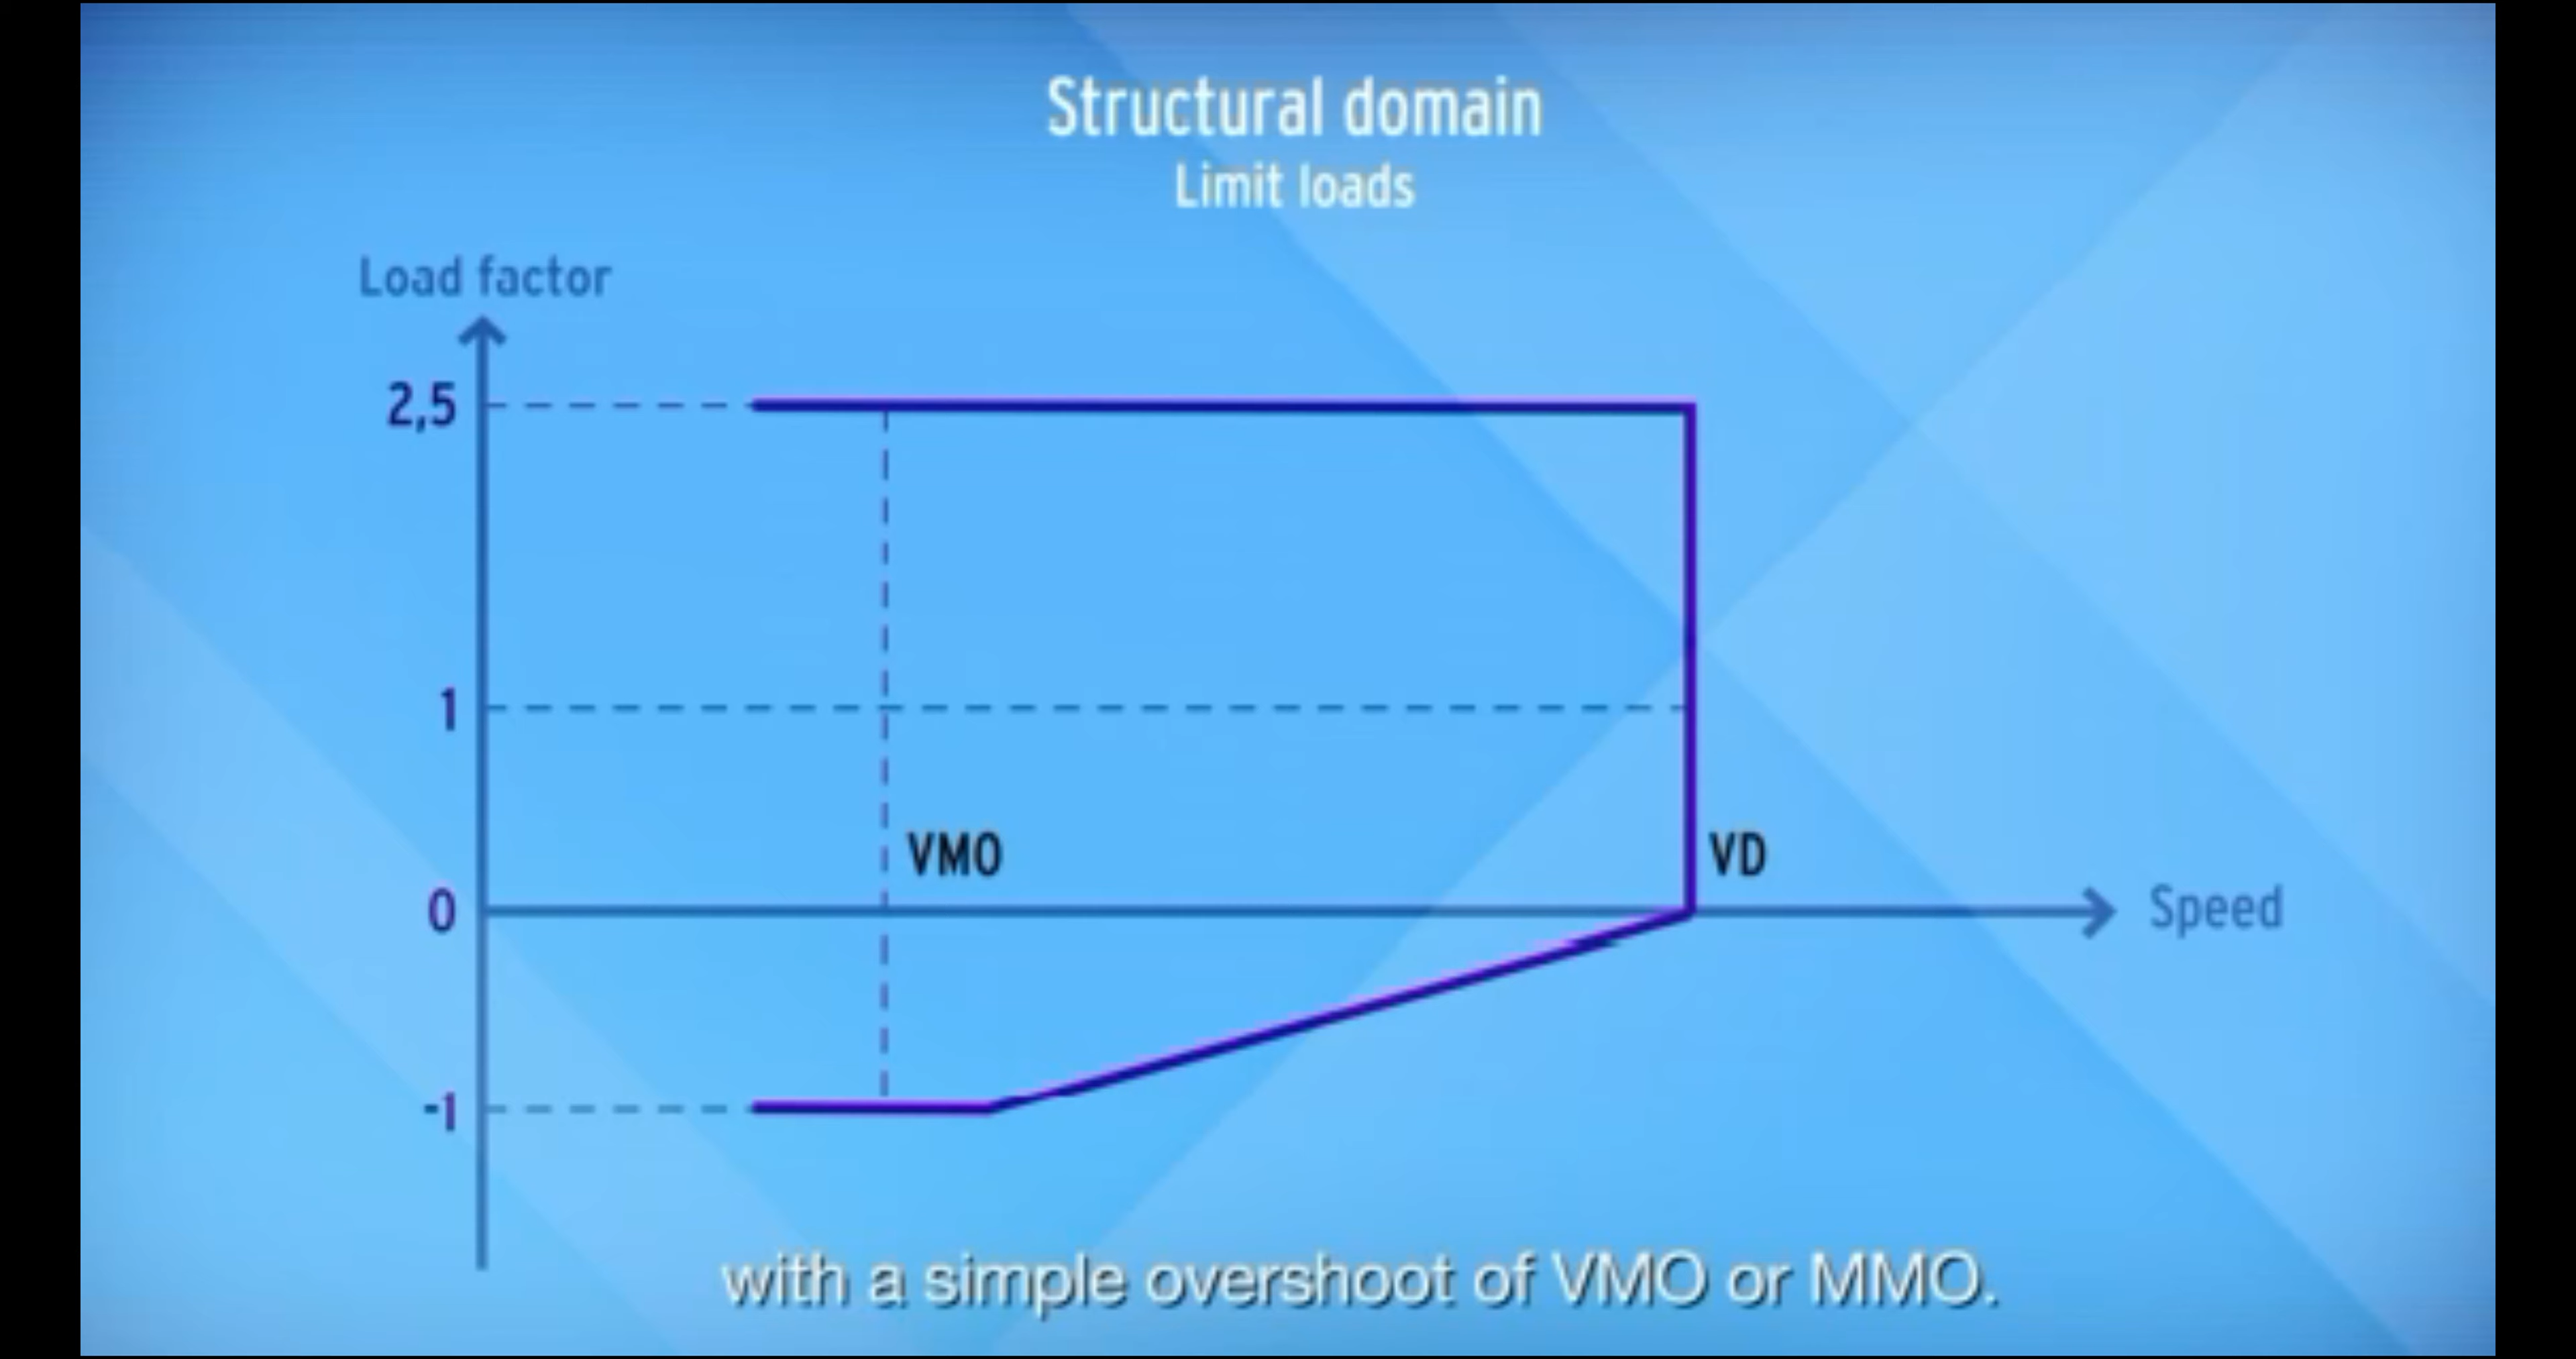 Structural domain
Limit loads
Load factor
2,5
1
VMO
VD
0
Speed
-1
with a simple overshoot of VMO or MMO.